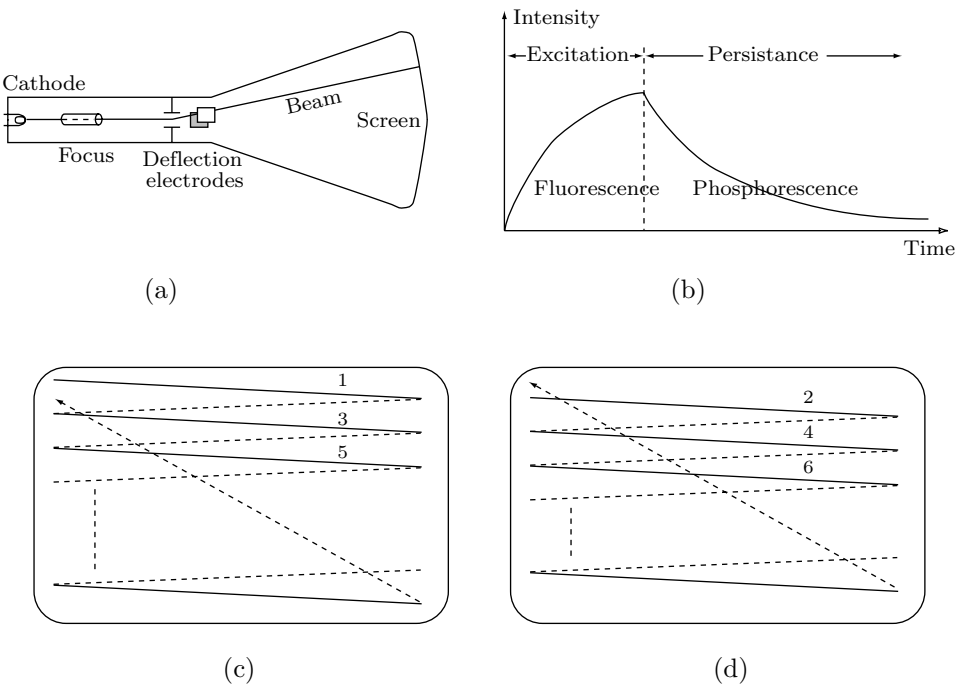 Cathode
Focus
Deflection
electrodes
Beam
Screen
(a)
Intensity
Excitation
Persistance
Fluorescence
Phosphorescence
Time
(b)
1
3
5
(c)
2
4
6
(d)